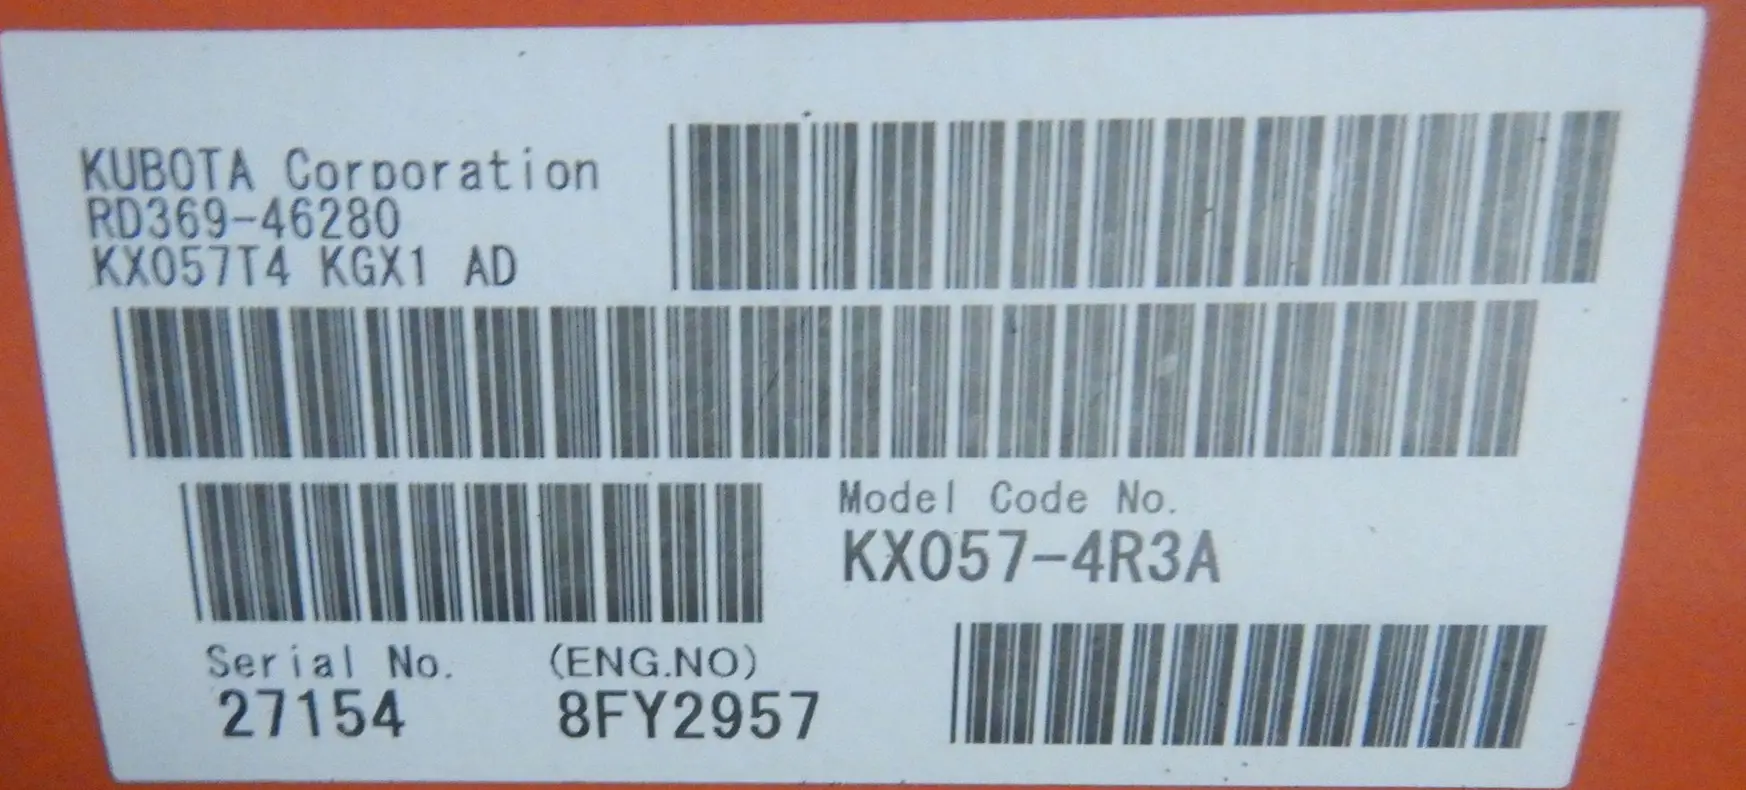 KUBOTA Corporation
RD369-46280
KX057T4 KGX1 AD
Model Code No.
KX057-4R3A
Serial No. (ENG.NO)
27154 8FY2957